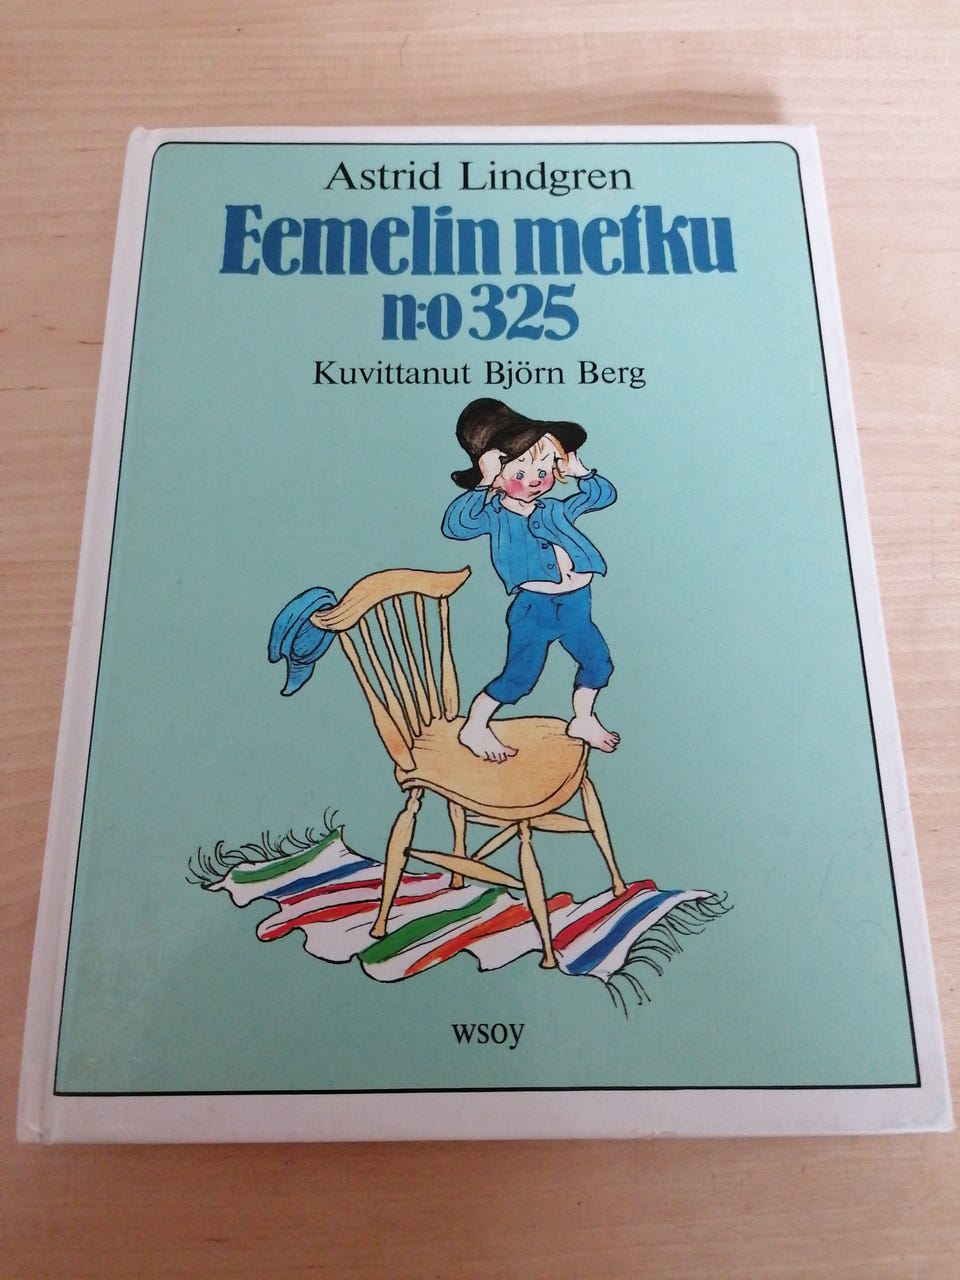 Astrid Lindgren
Eemelin metku
n:o 325
Kuvittanut Björn Berg
wsoy